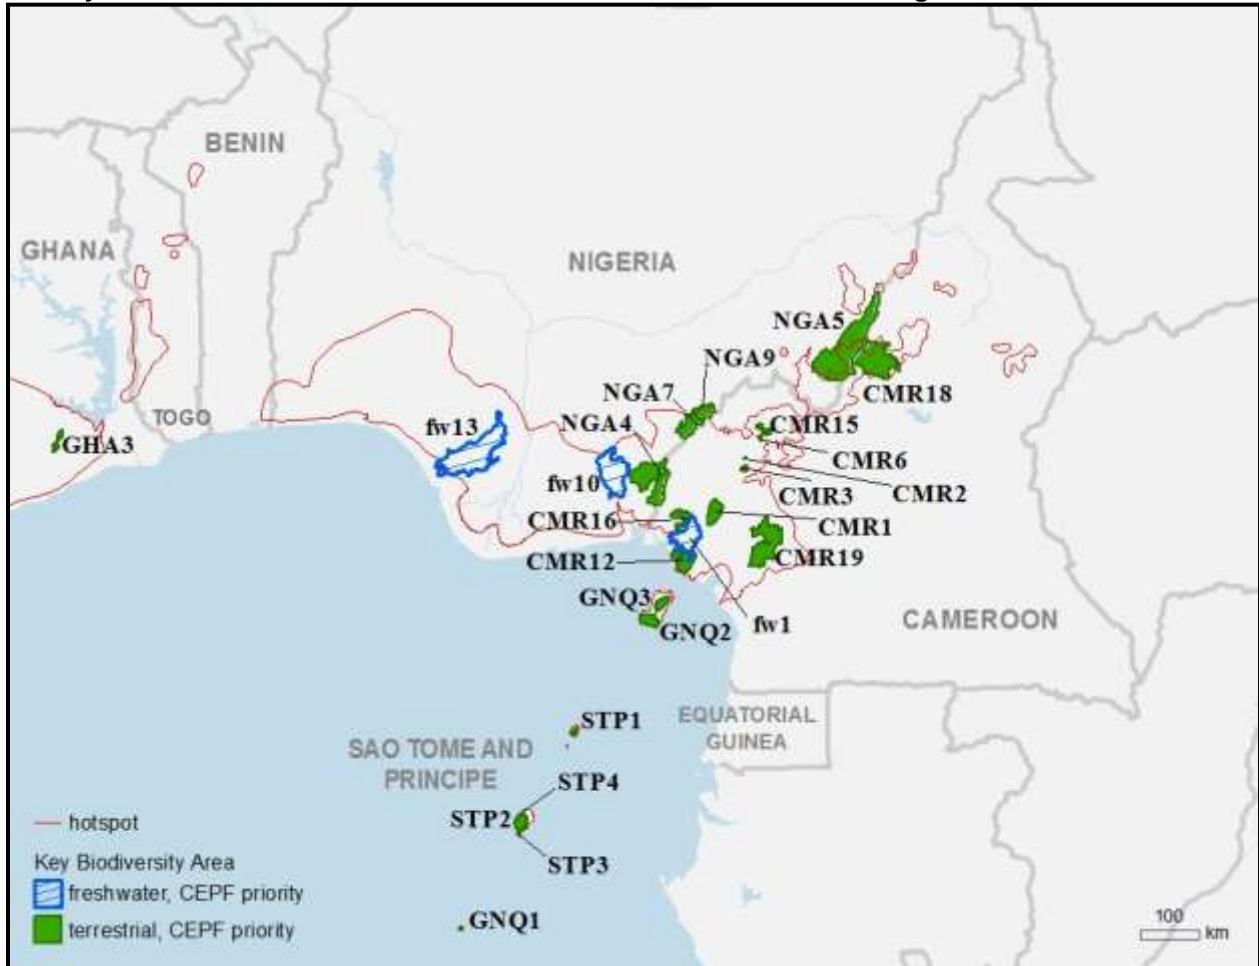 BENIN
GHANA
NIGERIA
NGA5
NGA9
NGA7
CMR18
NGA4
TOGO
fw13
GHA3
CMR15
CMR6
fw10
CMR2
CMR3
CMR16
CMR1
CMR12
CMR19
GNQ3
fw1
CAMEROON
GNQ2
STP1
EQUATORIAL
GUINEA
SAO TOME AND
PRINCIPE
STP4
STP2
STP3
GNQ1
hotspot
Key Biodiversity Area
freshwater, CEPF priority
terrestrial, CEPF priority
100
km